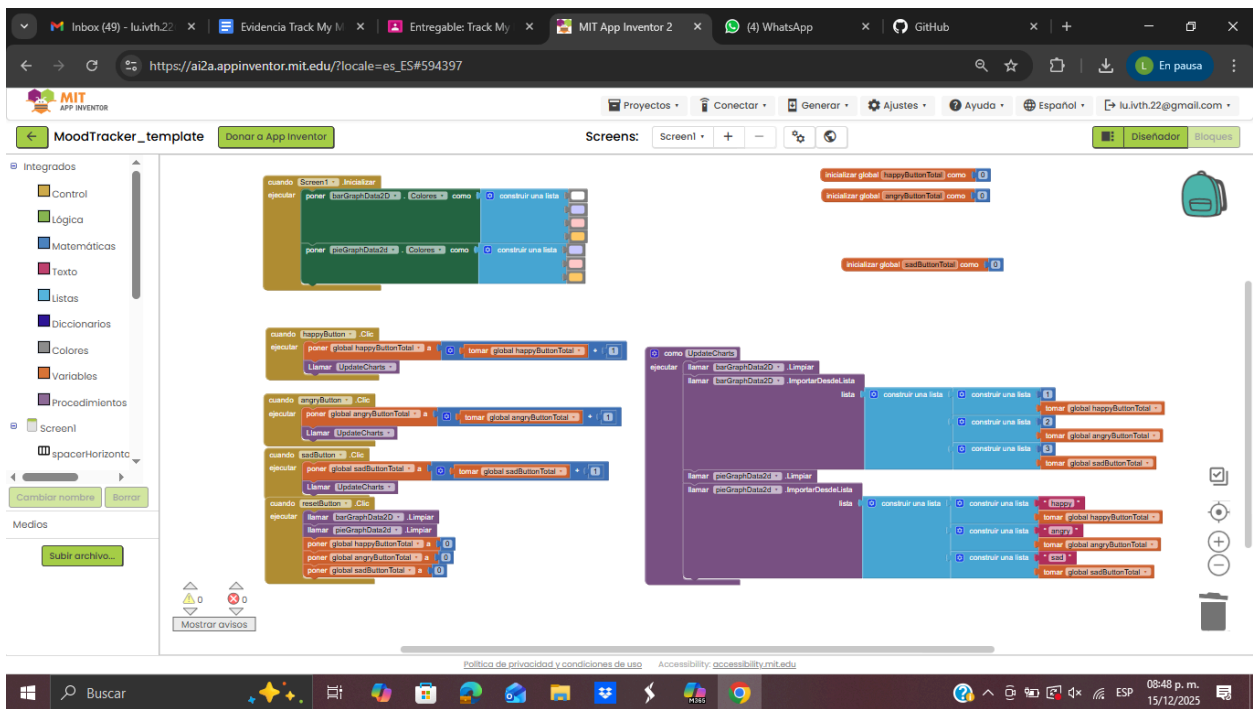 Inbox (49) - lu.ivth.22
Evidencia Track My M
Entregable: Track My
MIT App Inventor 2
(4) WhatsApp
GitHub
https://ai2a.appinventor.mit.edu/?locale=es_ES#594397
L En pausa
MIT
APP INVENTOR
Proyectos
Conectar
Generar
Ajustes
Ayuda
Español
lu.ivth.22@gmail.com
MoodTracker_template
Donar a App Inventor
Screens:
Screen1
Diseñador
Bloques
Integrados
Control
Lógica
Matemáticas
Texto
Listas
Diccionarios
Colores
Variables
Procedimientos
Screen1
spacerHorizonta
Cambiar nombre
Borrar
Medios
Subir archivo...
cuando Screen1 .Inicializar
ejecutar poner barGraphData2D . Colores como construir una lista
poner pieGraphData2d . Colores como construir una lista
inicializar global happyButtonTotal como 0
inicializar global angryButtonTotal como 0
inicializar global sadButtonTotal como 0
cuando happyButton .Clic
ejecutar poner global happyButtonTotal a tomar global happyButtonTotal + 1
Llamar UpdateCharts
cuando angryButton .Clic
ejecutar poner global angryButtonTotal a tomar global angryButtonTotal + 1
Llamar UpdateCharts
cuando sadButton .Clic
ejecutar poner global sadButtonTotal a tomar global sadButtonTotal + 1
Llamar UpdateCharts
cuando resetButton .Clic
ejecutar llamar barGraphData2D .Limpiar
llamar pieGraphData2d .Limpiar
poner global happyButtonTotal a 0
poner global angryButtonTotal a 0
poner global sadButtonTotal a 0
como UpdateCharts
ejecutar llamar barGraphData2D .Limpiar
llamar barGraphData2D .ImportarDesdeLista
lista construir una lista construir una lista 1
tomar global happyButtonTotal
construir una lista 2
tomar global angryButtonTotal
construir una lista 3
tomar global sadButtonTotal
llamar pieGraphData2d .Limpiar
llamar pieGraphData2d .ImportarDesdeLista
lista construir una lista construir una lista " happy "
tomar global happyButtonTotal
construir una lista " angry "
tomar global angryButtonTotal
construir una lista " sad "
tomar global sadButtonTotal
0 0
Mostrar avisos
Política de privacidad y condiciones de uso
Accessibility: accessibility.mit.edu
Buscar
M365
ESP
08:48 p. m.
15/12/2025